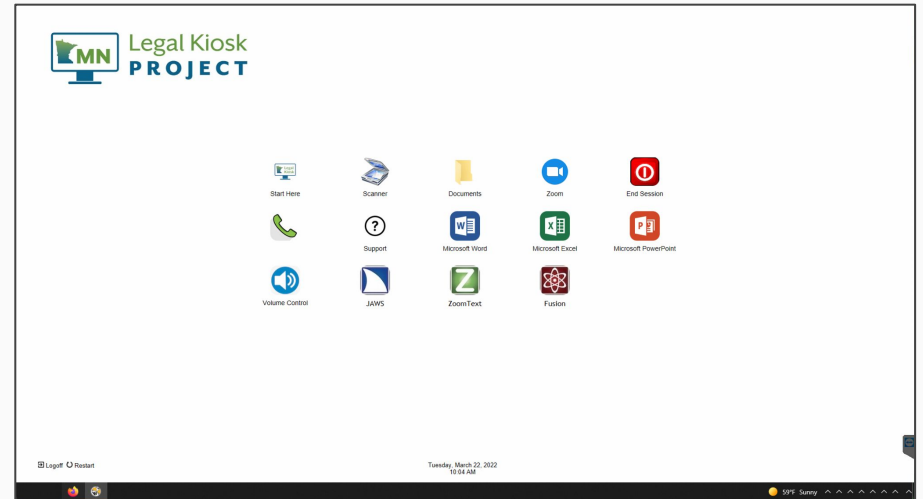 MN Legal Kiosk
PROJECT
Start Here
Scanner
Documents
Zoom
End Session
Support
Microsoft Word
Microsoft Excel
Microsoft PowerPoint
Volume Control
JAWS
ZoomText
Fusion
Logoff Restart
Tuesday, March 22, 2022
10:04 AM
59°F Sunny